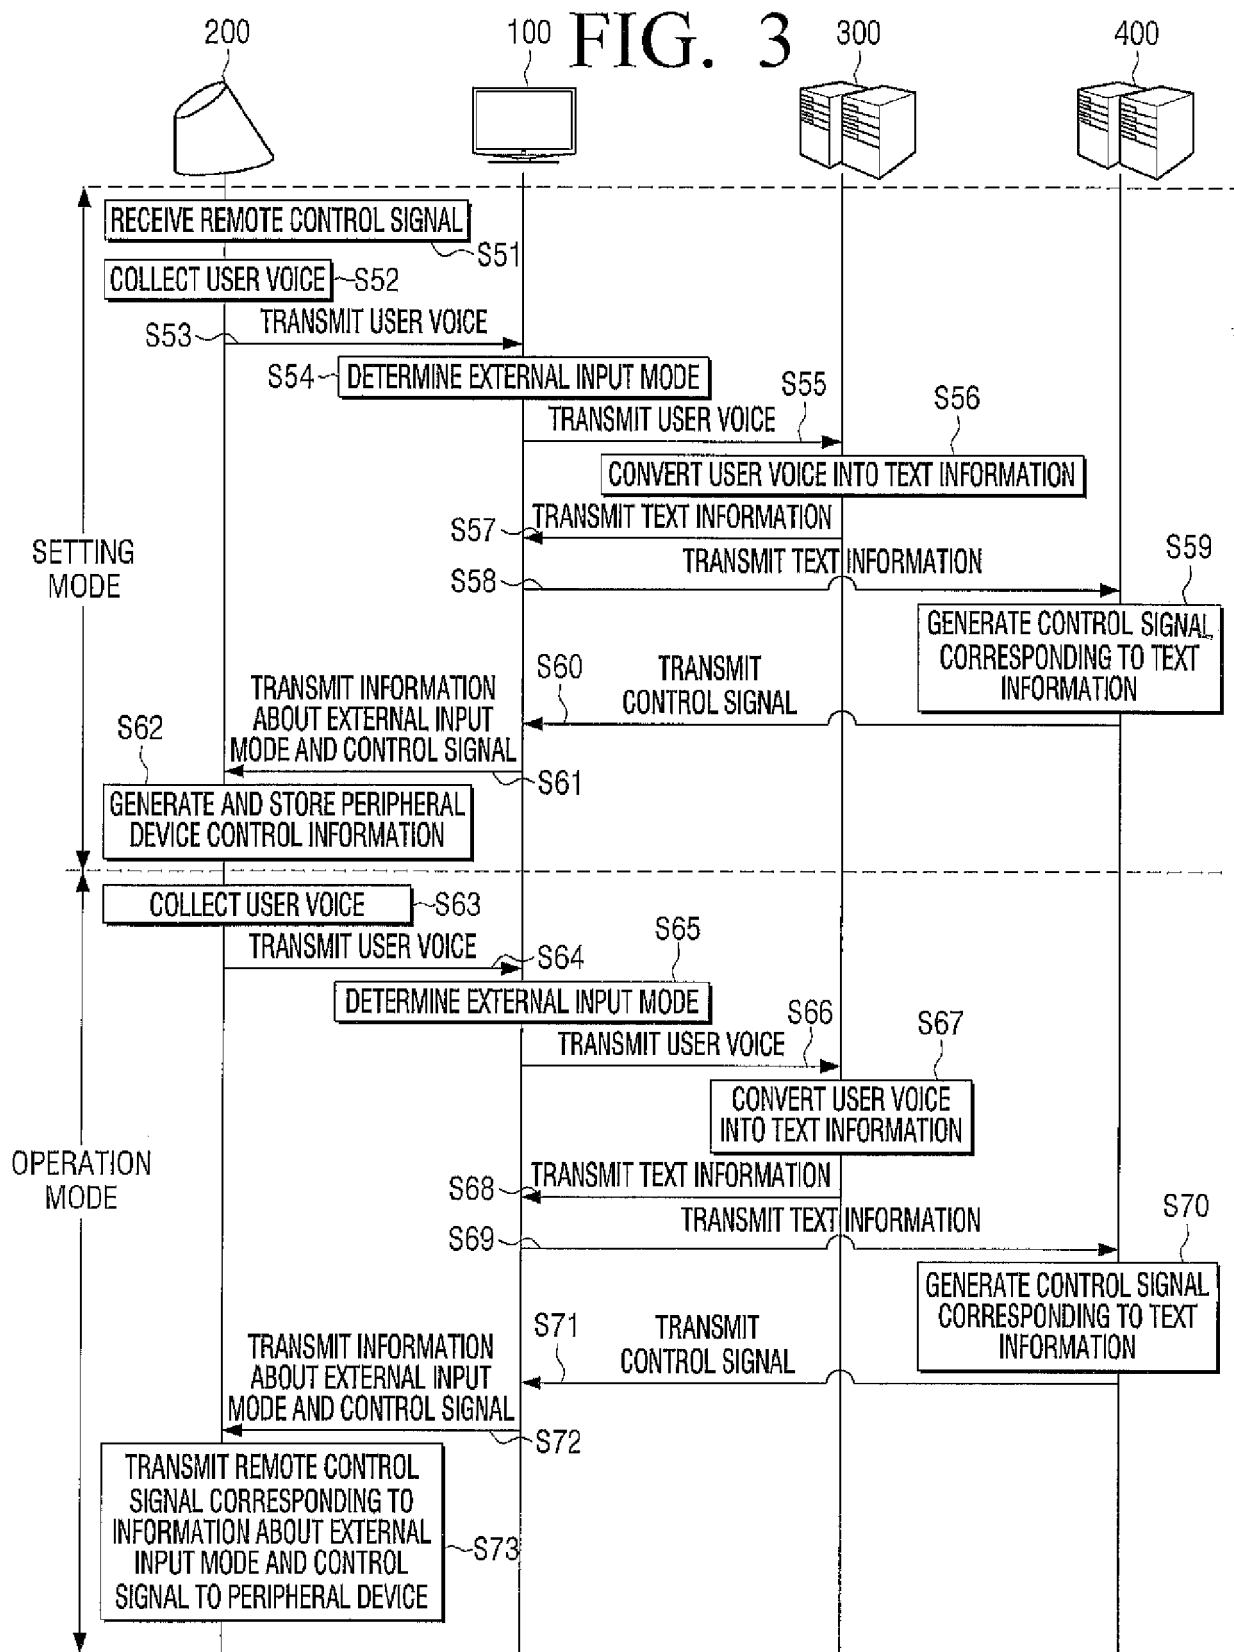 FIG. 3
200
100
300
400
RECEIVE REMOTE CONTROL SIGNAL
S51
COLLECT USER VOICE
S52
TRANSMIT USER VOICE
S53
S54
DETERMINE EXTERNAL INPUT MODE
S55
TRANSMIT USER VOICE
S56
CONVERT USER VOICE INTO TEXT INFORMATION
S57
TRANSMIT TEXT INFORMATION
SETTING
MODE
S58
TRANSMIT TEXT INFORMATION
S59
GENERATE CONTROL SIGNAL
CORRESPONDING TO TEXT
INFORMATION
S60
TRANSMIT
CONTROL SIGNAL
TRANSMIT INFORMATION
ABOUT EXTERNAL INPUT
MODE AND CONTROL SIGNAL
S61
S62
GENERATE AND STORE PERIPHERAL
DEVICE CONTROL INFORMATION
COLLECT USER VOICE
S63
TRANSMIT USER VOICE
S64
S65
DETERMINE EXTERNAL INPUT MODE
S66
TRANSMIT USER VOICE
S67
CONVERT USER VOICE
INTO TEXT INFORMATION
OPERATION
MODE
S68
TRANSMIT TEXT INFORMATION
S69
TRANSMIT TEXT INFORMATION
S70
GENERATE CONTROL SIGNAL
CORRESPONDING TO TEXT
INFORMATION
S71
TRANSMIT
CONTROL SIGNAL
TRANSMIT INFORMATION
ABOUT EXTERNAL INPUT
MODE AND CONTROL SIGNAL
S72
TRANSMIT REMOTE CONTROL
SIGNAL CORRESPONDING TO
INFORMATION ABOUT EXTERNAL
INPUT MODE AND CONTROL
SIGNAL TO PERIPHERAL DEVICE
S73